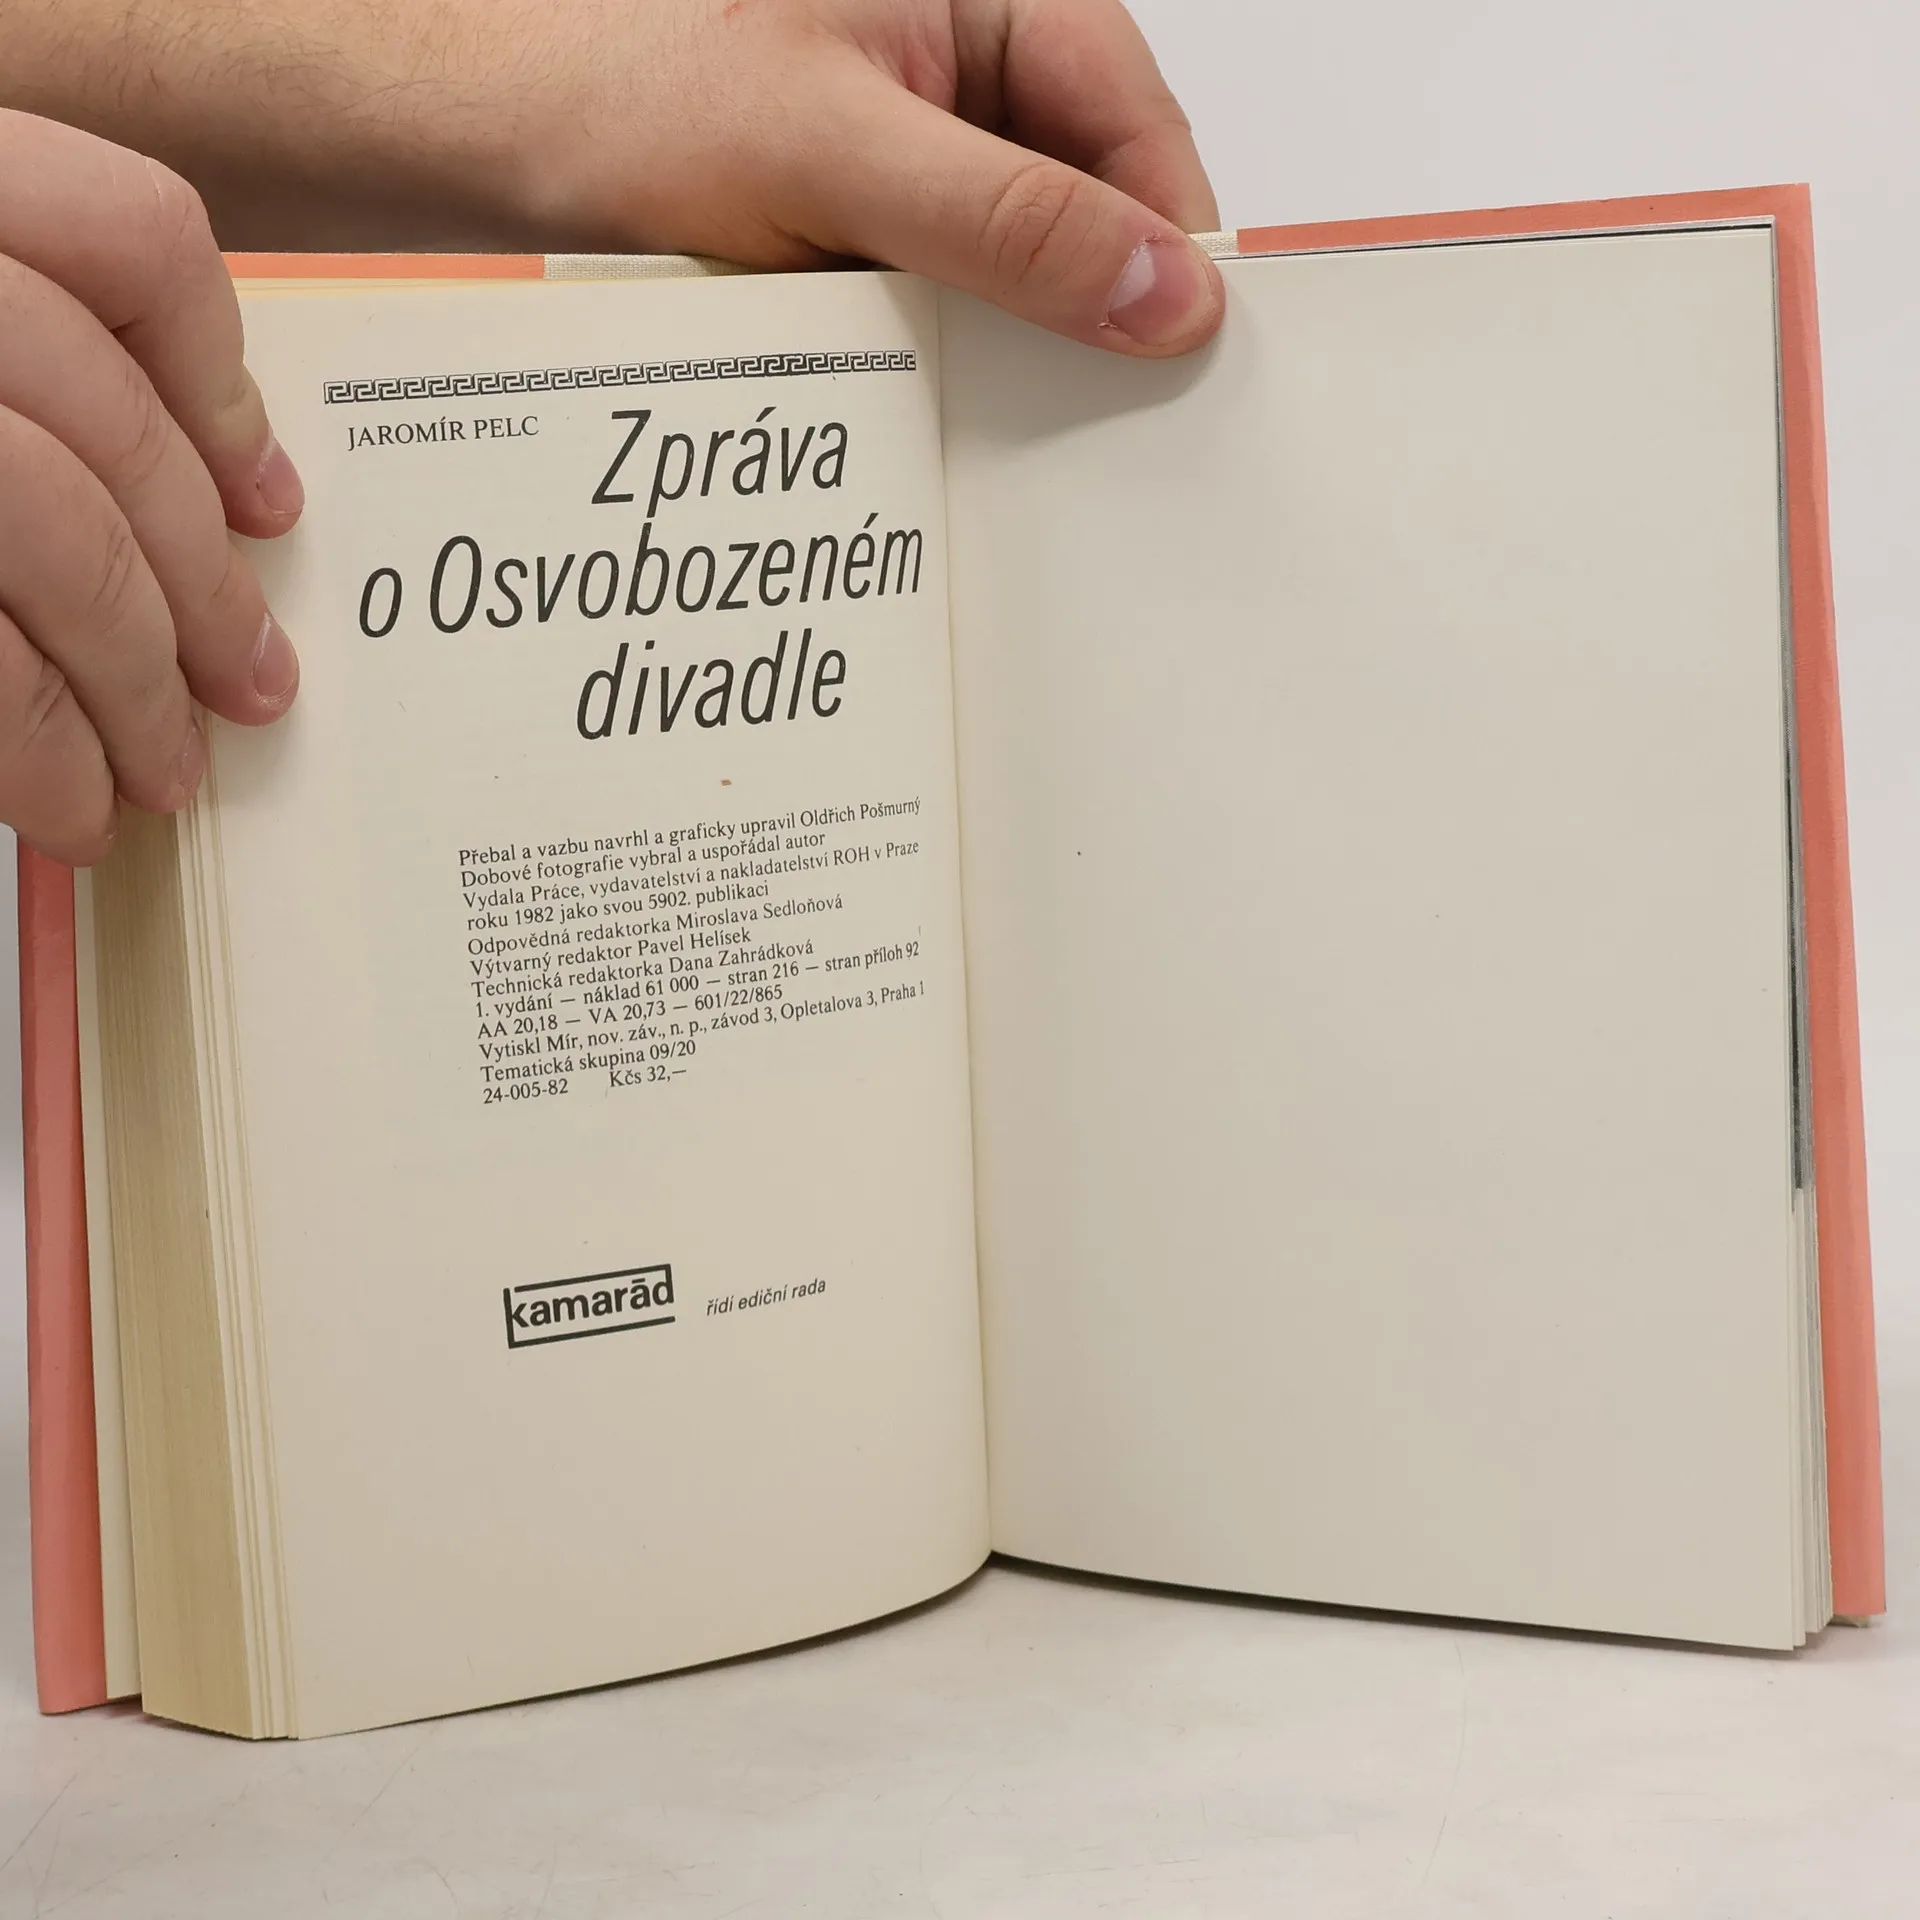 JAROMÍR PELC
Zpráva
o Osvobozeném
divadle
Přebal a vazbu navrhl a graficky upravil Oldřich Pošmurný
Dobové fotografie vybral a uspořádal autor
Vydala Práce, vydavatelství a nakladatelství ROH v Praze
roku 1982 jako svou 5902. publikaci
Odpovědná redaktorka Miroslava Sedloňová
Výtvarný redaktor Pavel Helísek
Technická redaktorka Dana Zahrádková
1. vydání — náklad 61 000 — stran 216 — stran příloh 92
AA 20,18 — VA 20,73 — 601/22/865
Vytiskl Mír, nov. záv., n. p., závod 3, Opletalova 3, Praha 1
Tematická skupina 09/20
24-005-82 Kčs 32,—
kamarād řídí ediční rada